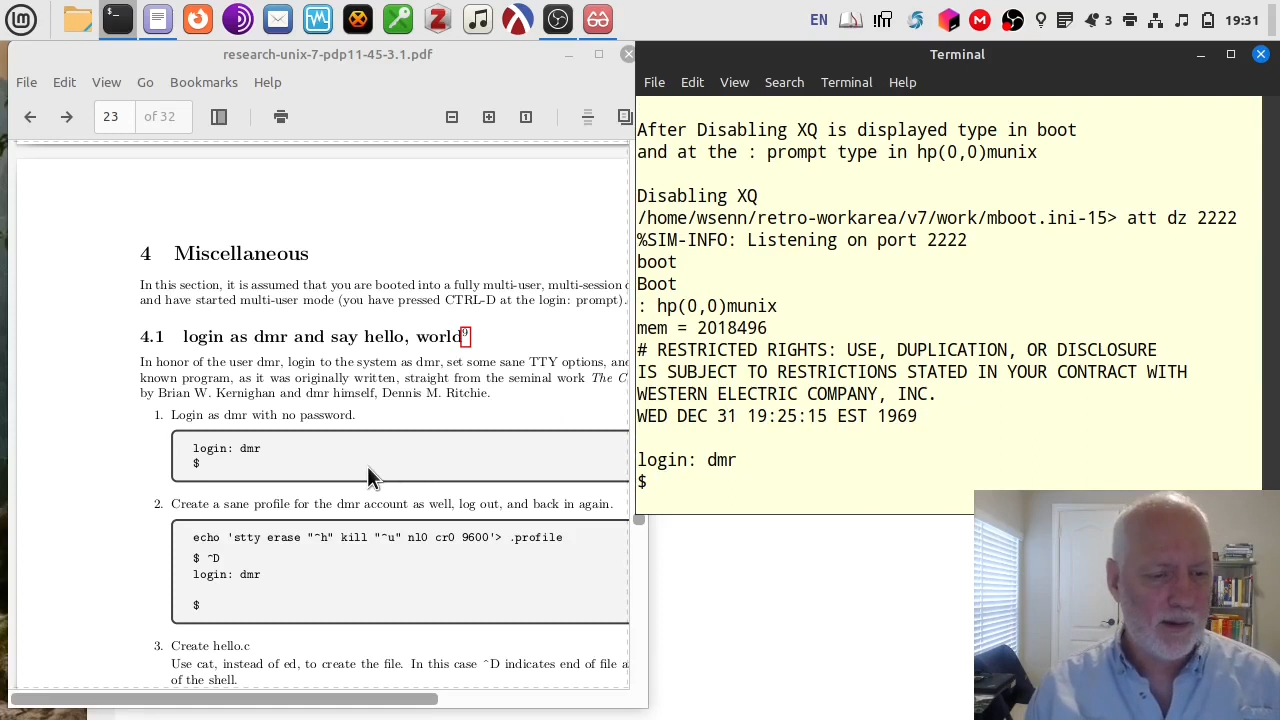 EN
3
19:31
research-unix-7-pdp11-45-3.1.pdf
File Edit View Go Bookmarks Help
23 of 32
4 Miscellaneous
In this section, it is assumed that you are booted into a fully multi-user, multi-session
and have started multi-user mode (you have pressed CTRL-D at the login: prompt).
4.1 login as dmr and say hello, world9
In honor of the user dmr, login to the system as dmr, set some sane TTY options, and
known program, as it was originally written, straight from the seminal work The C
by Brian W. Kernighan and dmr himself, Dennis M. Ritchie.
1. Login as dmr with no password.
login: dmr
$
2. Create a sane profile for the dmr account as well, log out, and back in again.
echo 'stty erase "^h" kill "^u" nl0 cr0 9600'> .profile
$ ^D
login: dmr
$
3. Create hello.c
Use cat, instead of ed, to create the file. In this case ^D indicates end of file
of the shell.
Terminal
File Edit View Search Terminal Help
After Disabling XQ is displayed type in boot
and at the : prompt type in hp(0,0)munix
Disabling XQ
/home/wsenn/retro-workarea/v7/work/mboot.ini-15> att dz 2222
%SIM-INFO: Listening on port 2222
boot
Boot
: hp(0,0)munix
mem = 2018496
# RESTRICTED RIGHTS: USE, DUPLICATION, OR DISCLOSURE
IS SUBJECT TO RESTRICTIONS STATED IN YOUR CONTRACT WITH
WESTERN ELECTRIC COMPANY, INC.
WED DEC 31 19:25:15 EST 1969
login: dmr
$